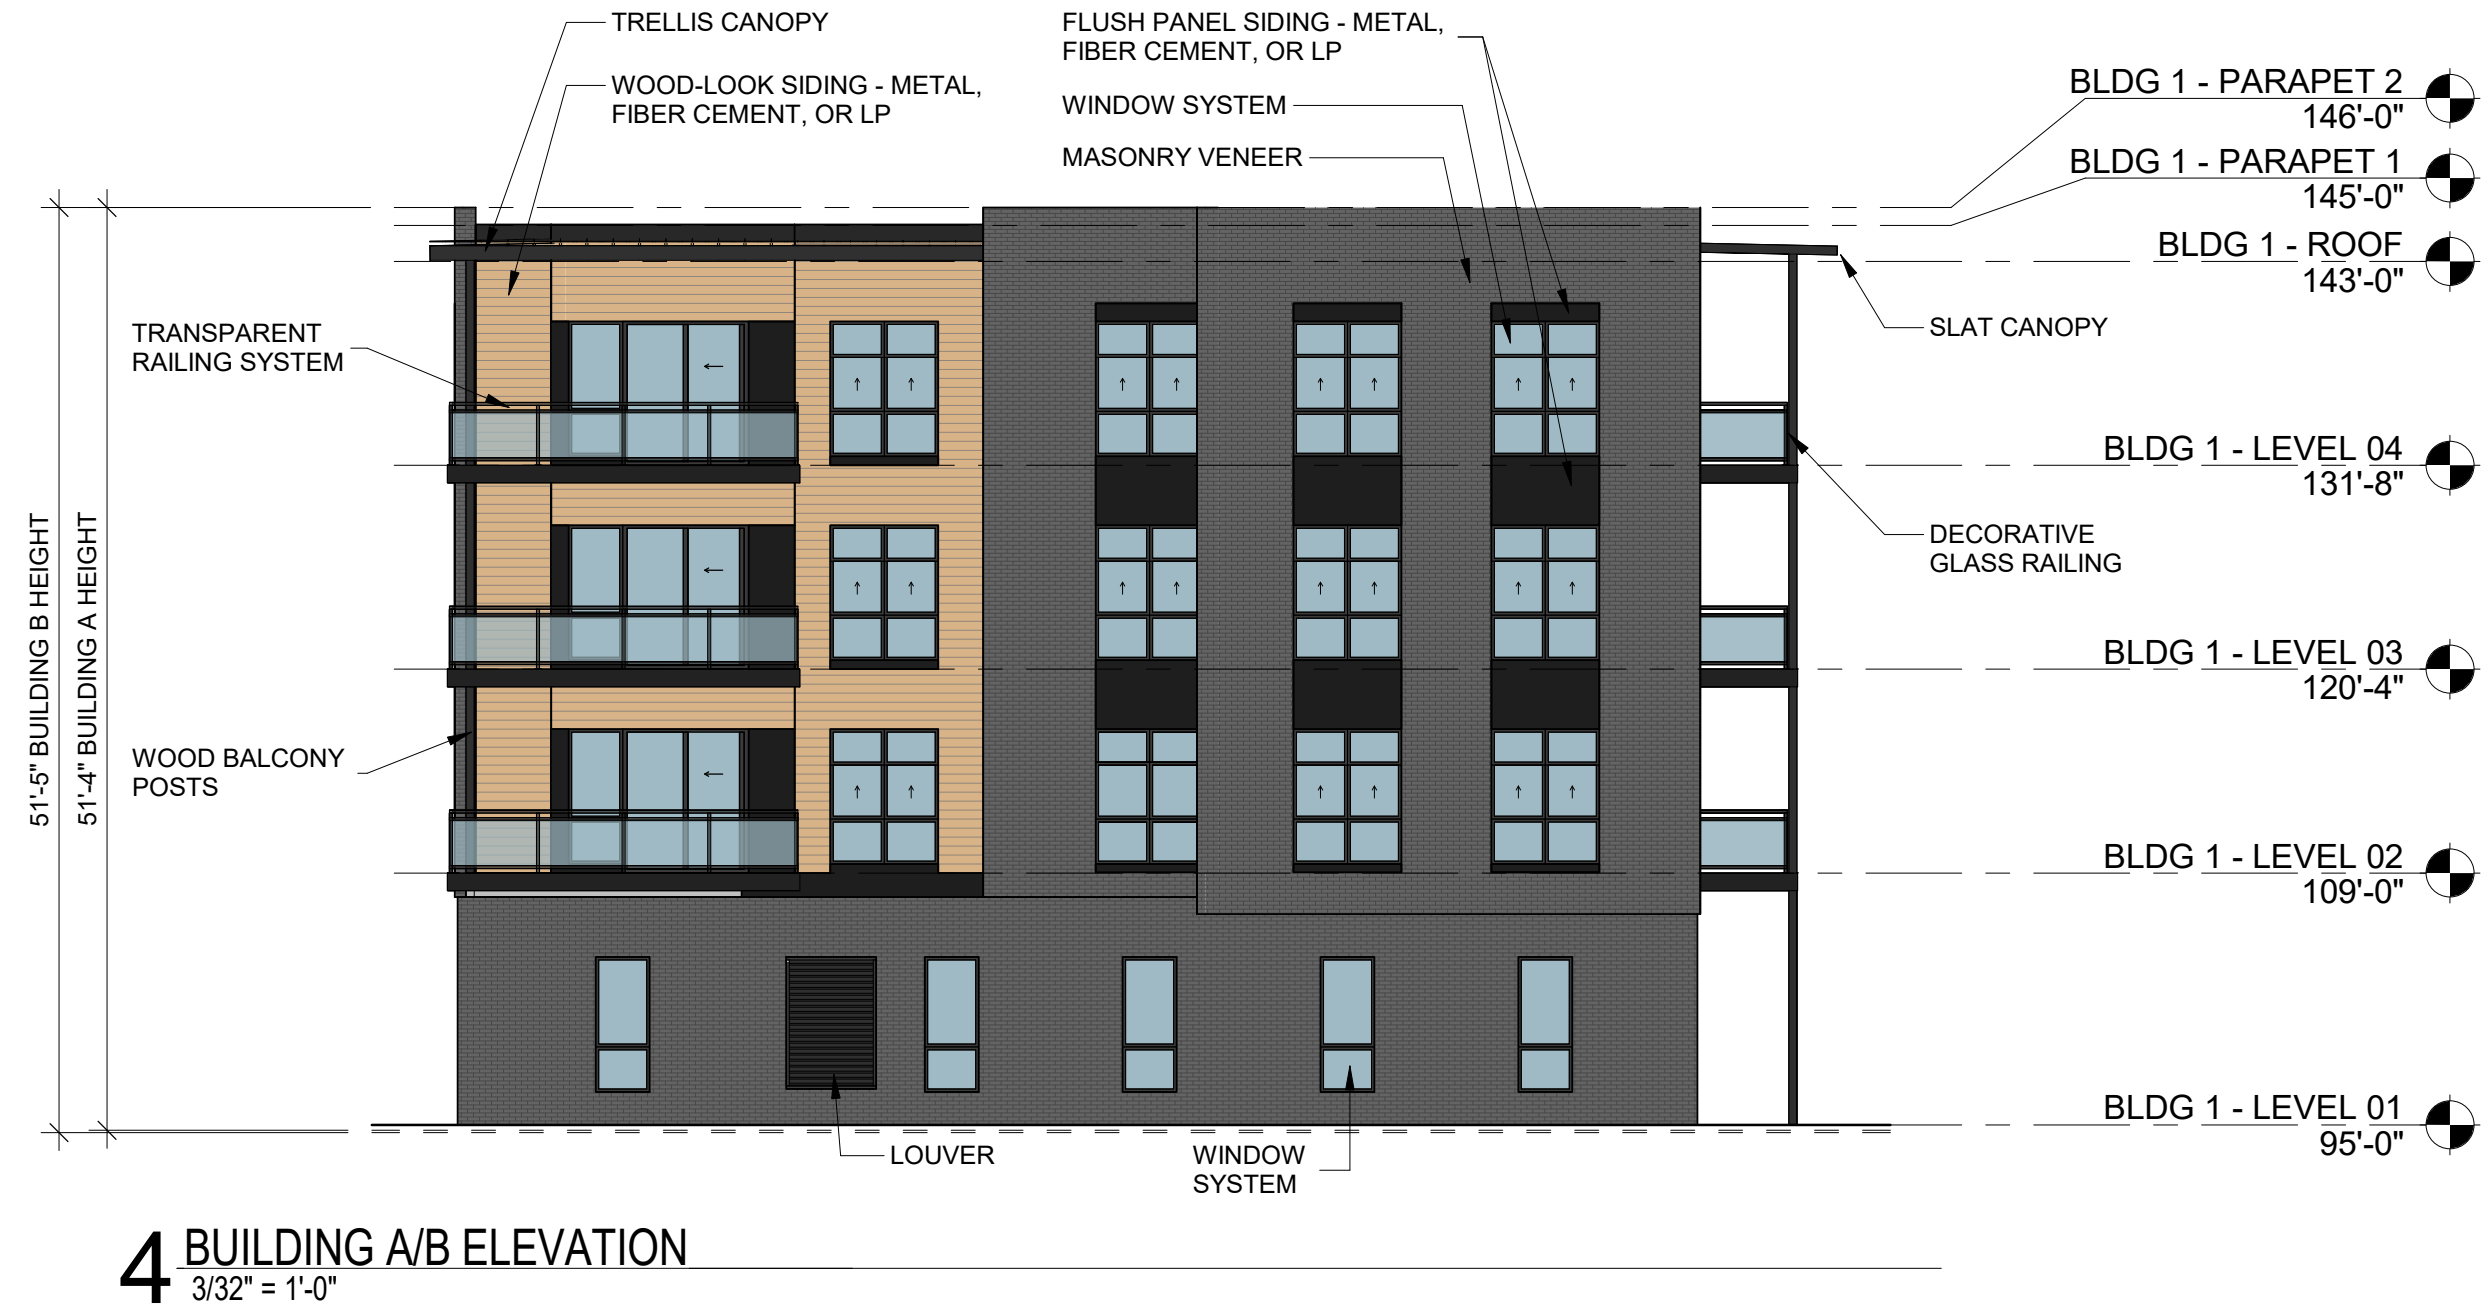 TRELLIS CANOPY
WOOD-LOOK SIDING - METAL,
FIBER CEMENT, OR LP
FLUSH PANEL SIDING - METAL,
FIBER CEMENT, OR LP
WINDOW SYSTEM
MASONRY VENEER
BLDG 1 - PARAPET 2
146'-0"
BLDG 1 - PARAPET 1
145'-0"
BLDG 1 - ROOF
143'-0"
SLAT CANOPY
TRANSPARENT
RAILING SYSTEM
BLDG 1 - LEVEL 04
131'-8"
DECORATIVE
GLASS RAILING
51'-5" BUILDING B HEIGHT
51'-4" BUILDING A HEIGHT
BLDG 1 - LEVEL 03
120'-4"
WOOD BALCONY
POSTS
BLDG 1 - LEVEL 02
109'-0"
BLDG 1 - LEVEL 01
95'-0"
LOUVER
WINDOW
SYSTEM
4 BUILDING A/B ELEVATION
3/32" = 1'-0"